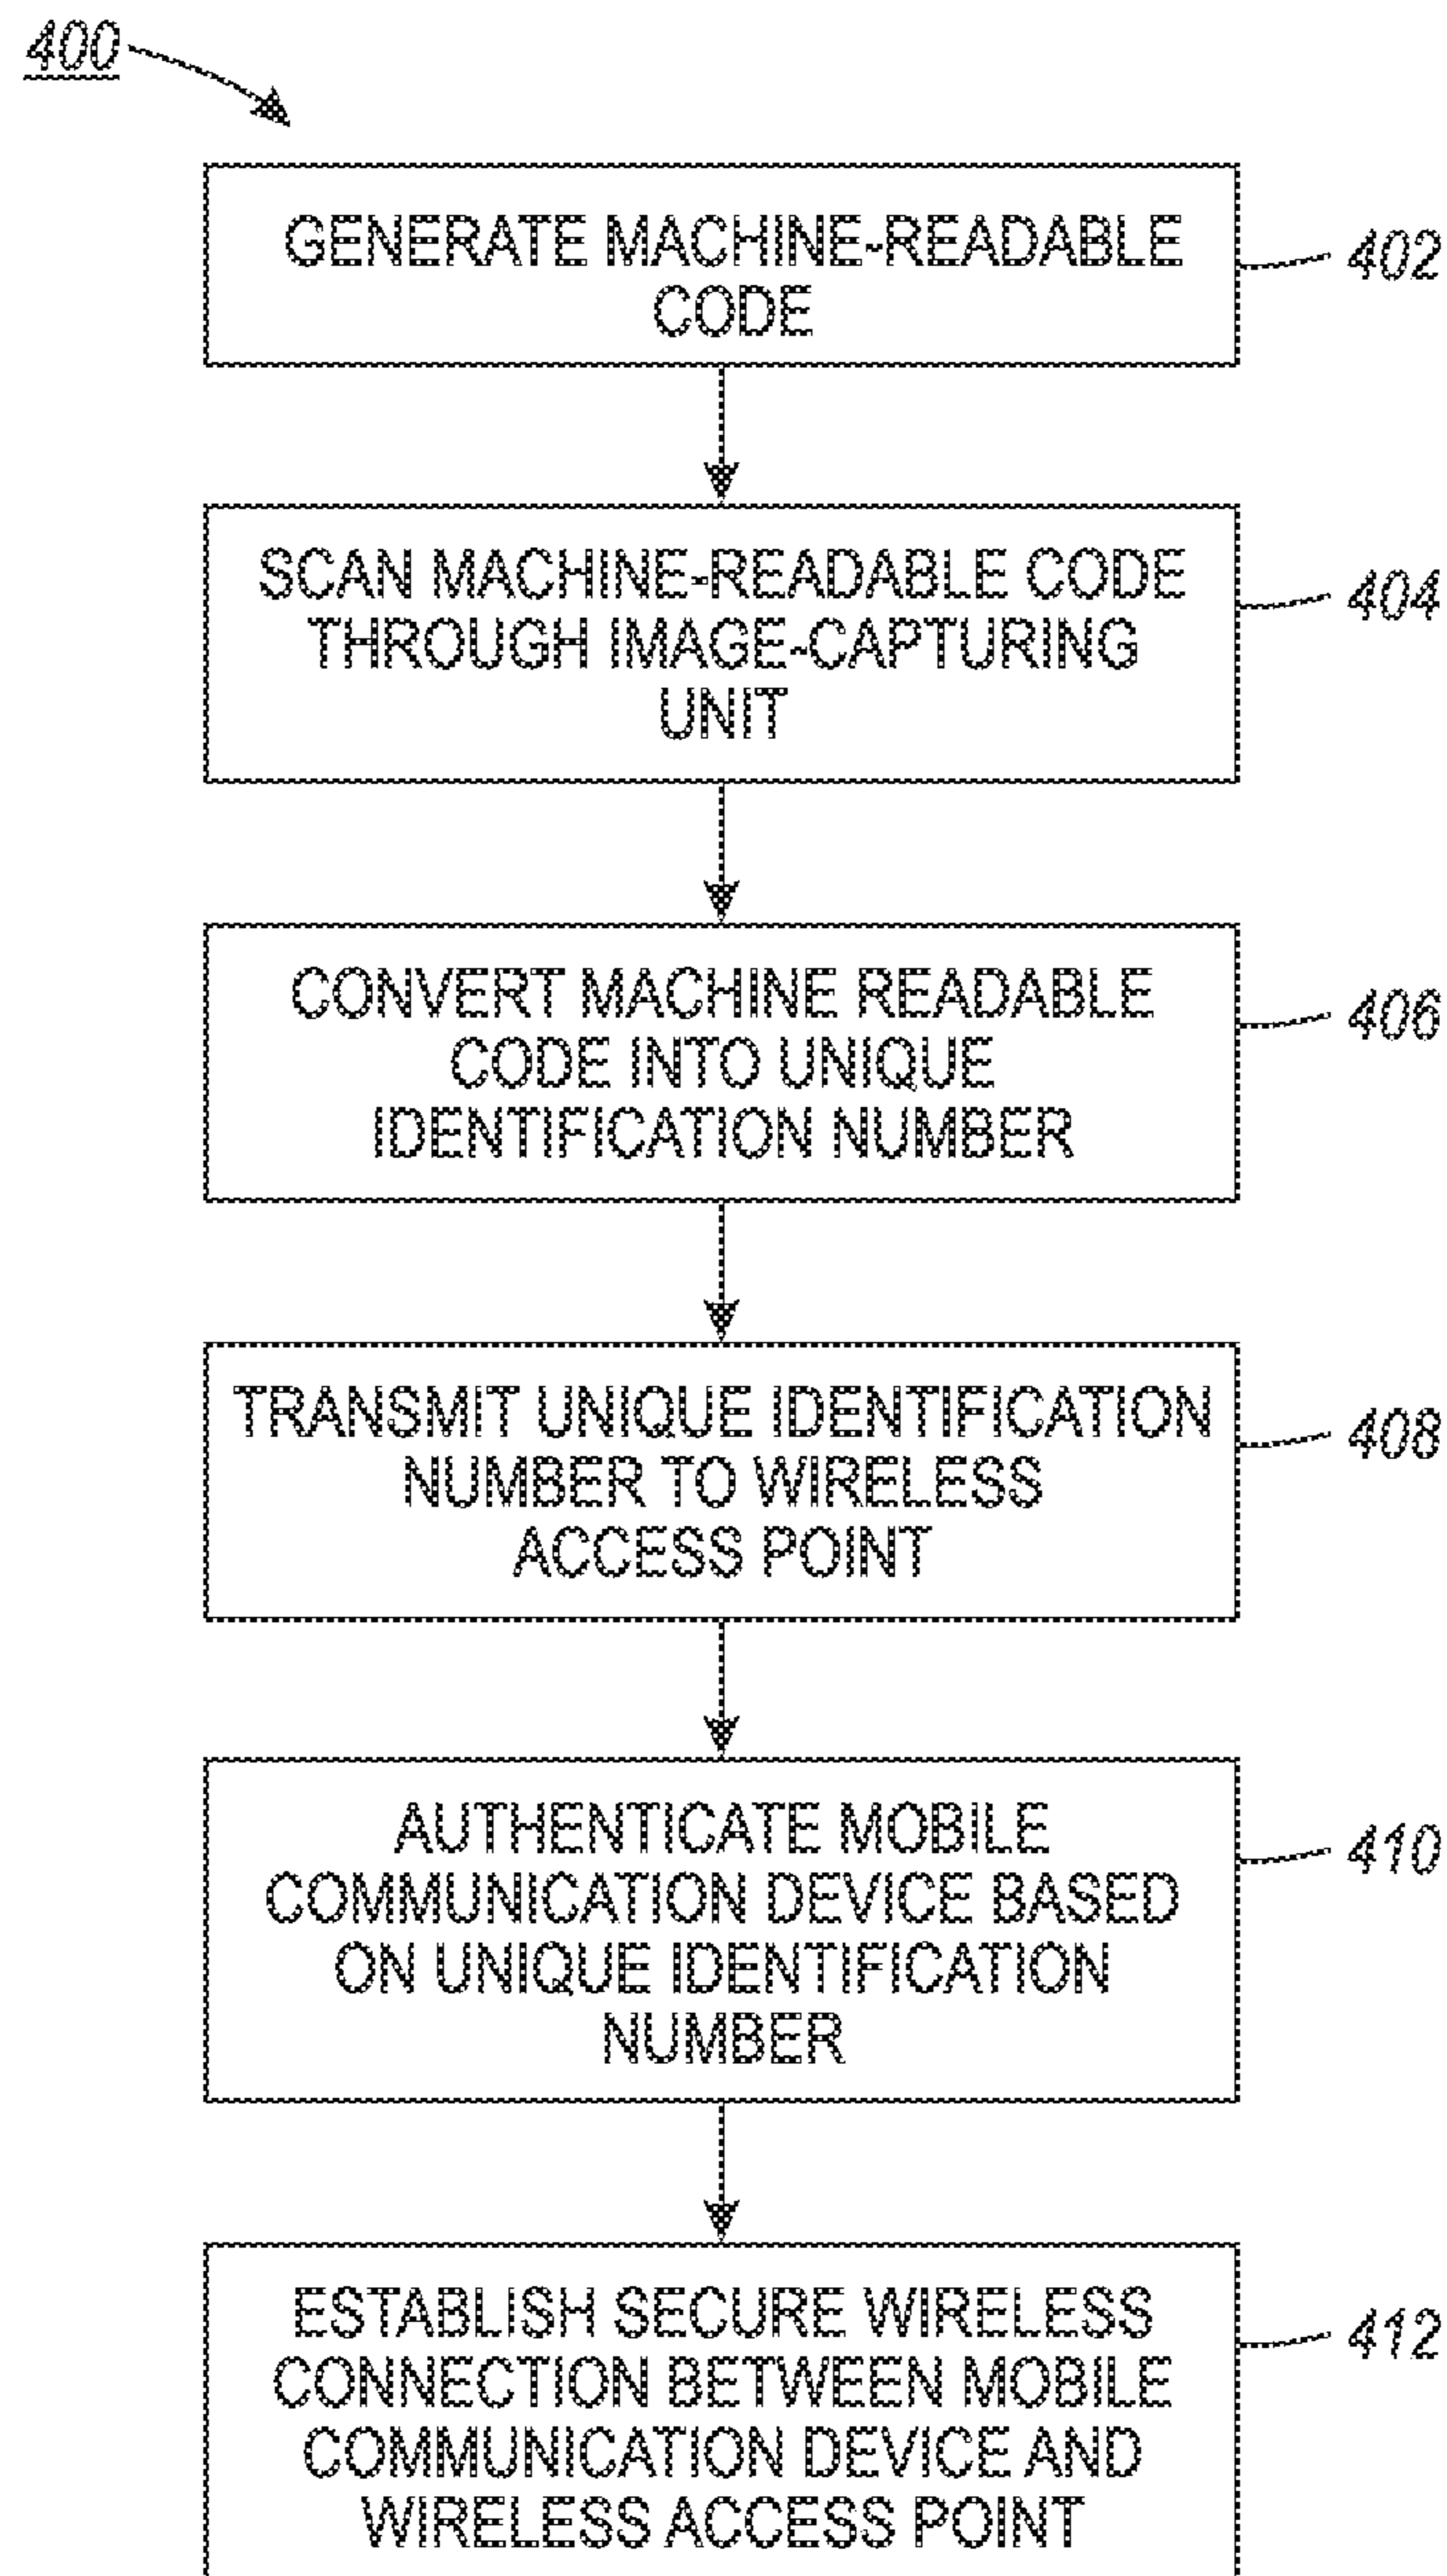 400
GENERATE MACHINE-READABLE
CODE
402
SCAN MACHINE-READABLE CODE
THROUGH IMAGE-CAPTURING
UNIT
404
CONVERT MACHINE READABLE
CODE INTO UNIQUE
IDENTIFICATION NUMBER
406
TRANSMIT UNIQUE IDENTIFICATION
NUMBER TO WIRELESS
ACCESS POINT
408
AUTHENTICATE MOBILE
COMMUNICATION DEVICE BASED
ON UNIQUE IDENTIFICATION
NUMBER
410
ESTABLISH SECURE WIRELESS
CONNECTION BETWEEN MOBILE
COMMUNICATION DEVICE AND
WIRELESS ACCESS POINT
412